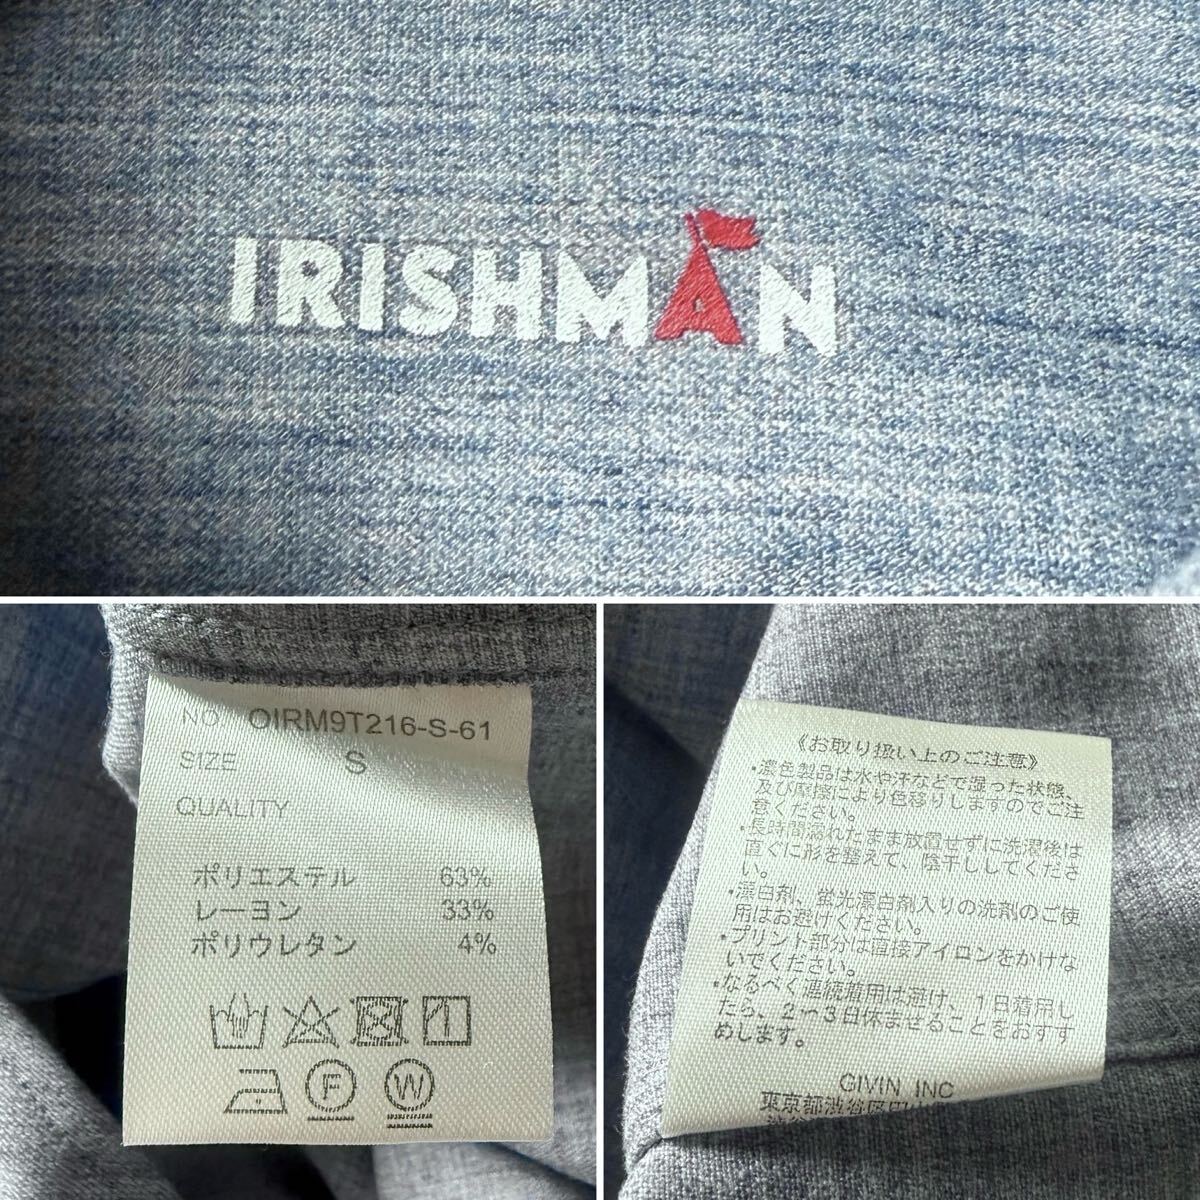 IRISHMAN
NO OIRM9T216-S-61
SIZE S
QUALITY
ポリエステル 63%
レーヨン 33%
ポリウレタン 4%
F W
《お取り扱い上のご注意》
・濃色製品は水や汗などで湿った状態、
及び摩擦により色移りしますのでご注
意ください。
・長時間濡れたまま放置せずに洗濯後は
直ぐに形を整えて、陰干ししてくださ
い。
・漂白剤、蛍光漂白剤入りの洗剤のご使
用はお避けください。
・プリント部分は直接アイロンをかけな
いでください。
・なるべく連続着用は避け、1日着用し
たら、2〜3日休ませることをおすす
めします。
GIVIN INC
東京都渋谷区